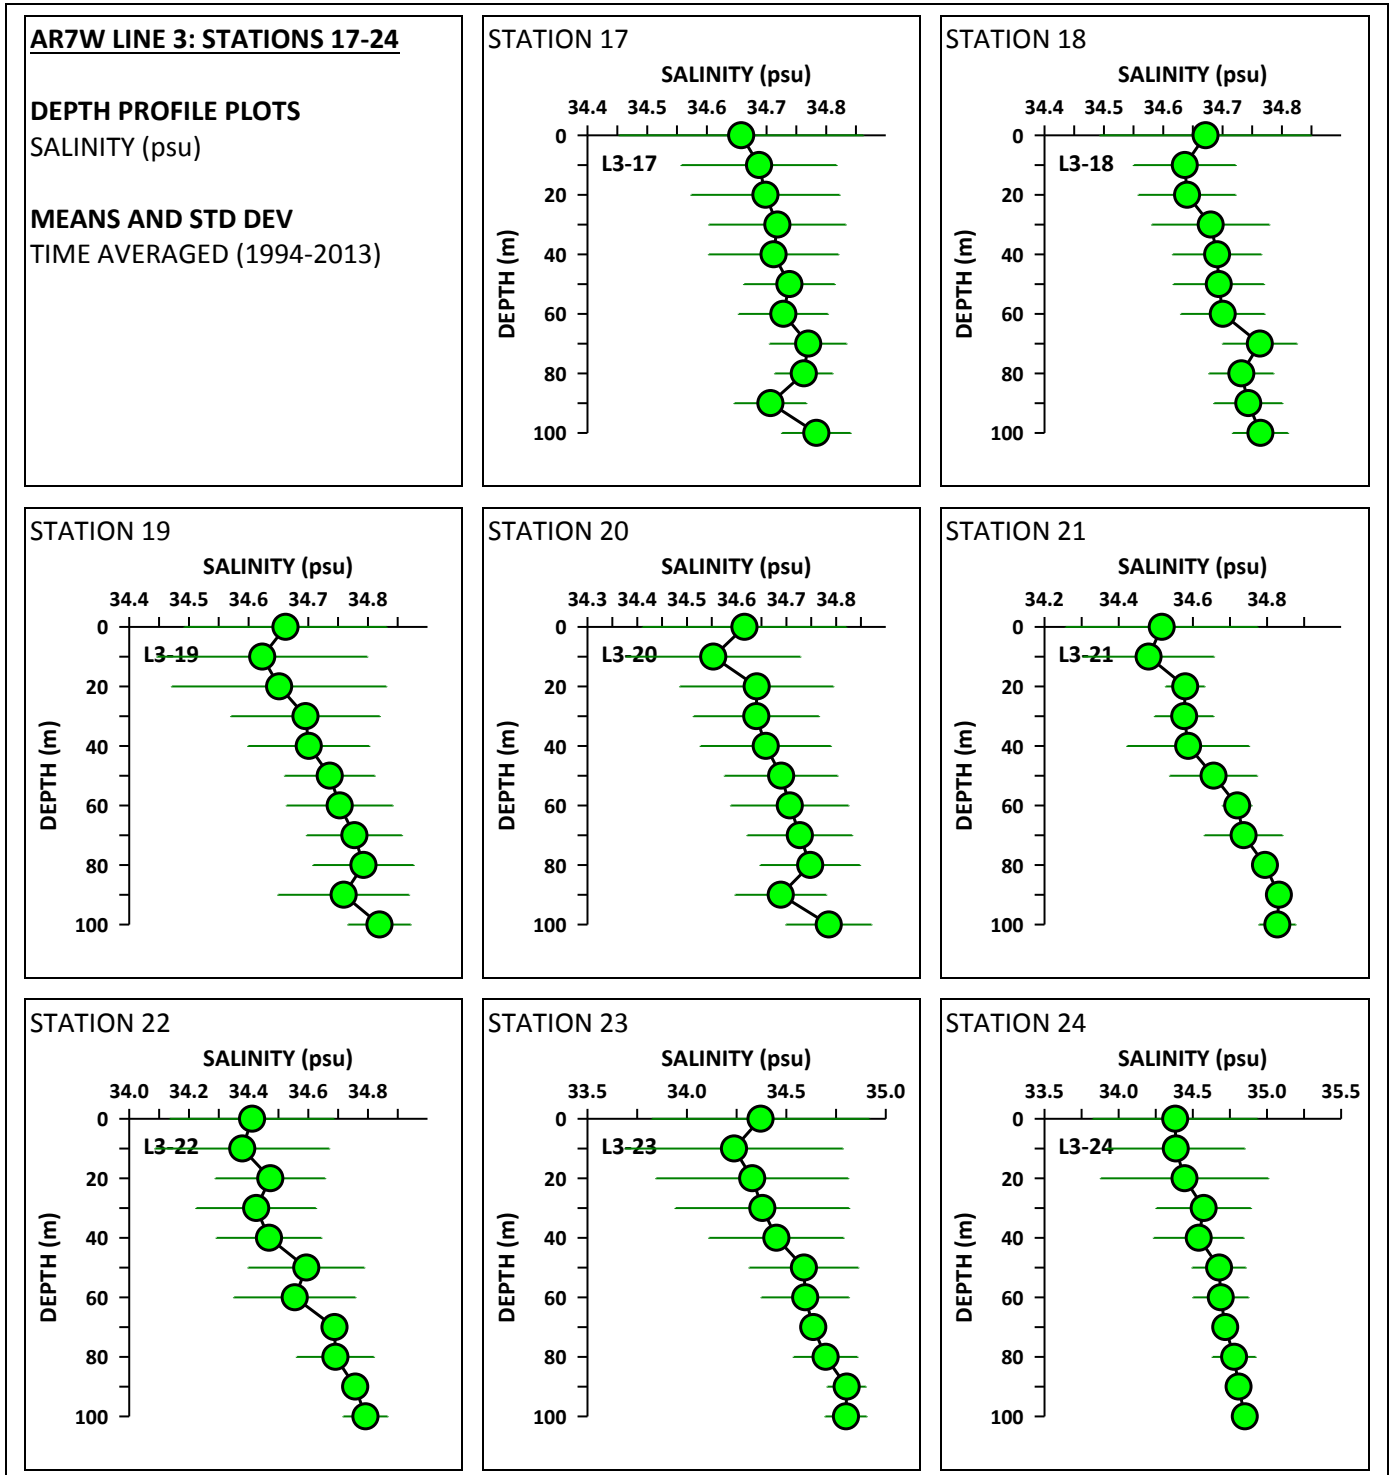 AR7W LINE 3: STATIONS 17-24
DEPTH PROFILE PLOTS
SALINITY (psu)
MEANS AND STD DEV
TIME AVERAGED (1994-2013)
STATION 17
SALINITY (psu)
34.4 34.5 34.6 34.7 34.8
0
L3-17
20
40
60
80
100
DEPTH (m)
STATION 18
SALINITY (psu)
34.4 34.5 34.6 34.7 34.8
0
L3-18
20
40
60
80
100
DEPTH (m)
STATION 19
SALINITY (psu)
34.4 34.5 34.6 34.7 34.8
0
L3-19
20
40
60
80
100
DEPTH (m)
STATION 20
SALINITY (psu)
34.3 34.4 34.5 34.6 34.7 34.8
0
L3-20
20
40
60
80
100
DEPTH (m)
STATION 21
SALINITY (psu)
34.2 34.4 34.6 34.8
0
L3-21
20
40
60
80
100
DEPTH (m)
STATION 22
SALINITY (psu)
34.0 34.2 34.4 34.6 34.8
0
L3-22
20
40
60
80
100
DEPTH (m)
STATION 23
SALINITY (psu)
33.5 34.0 34.5 35.0
0
L3-23
20
40
60
80
100
DEPTH (m)
STATION 24
SALINITY (psu)
33.5 34.0 34.5 35.0 35.5
0
L3-24
20
40
60
80
100
DEPTH (m)